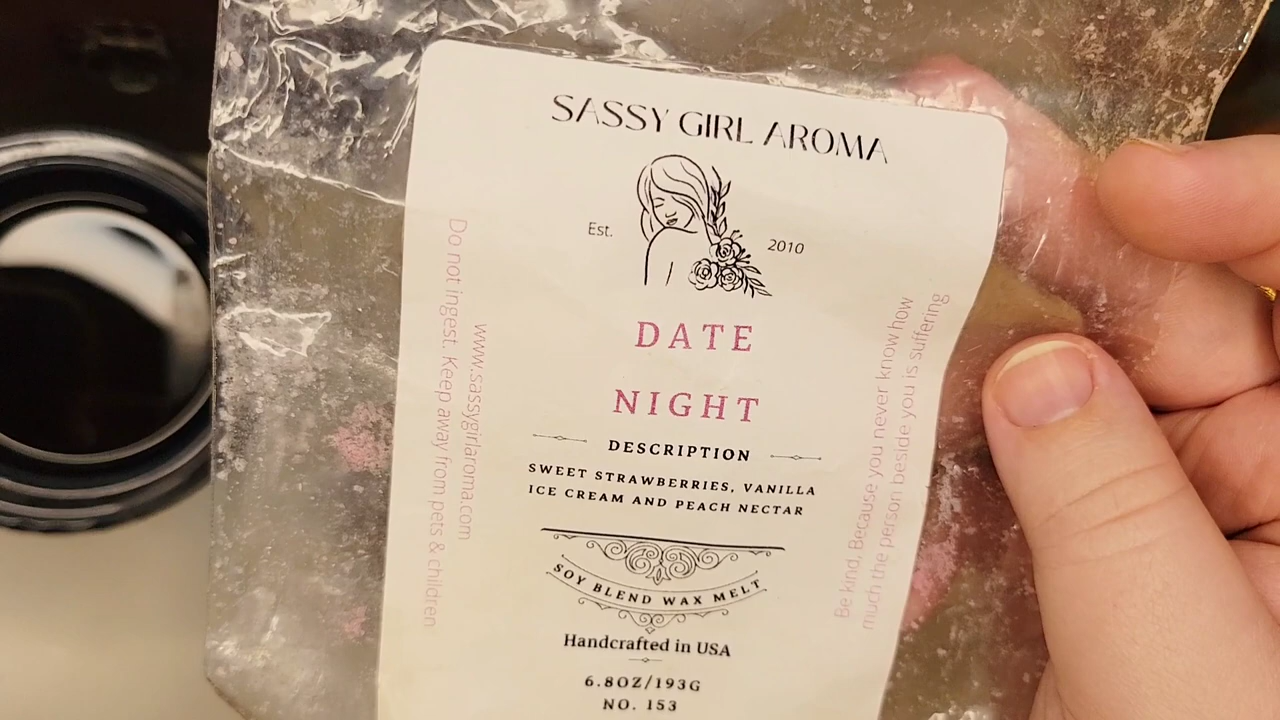 SASSY GIRL AROMA
Est. 2010
DATE
NIGHT
DESCRIPTION
SWEET STRAWBERRIES, VANILLA
ICE CREAM AND PEACH NECTAR
SOY BLEND WAX MELT
Handcrafted in USA
6.8OZ/193G
NO. 153
www.sassygirlaroma.com
Do not ingest. Keep away from pets & children
Be kind, Because you never know how
much the person beside you is suffering